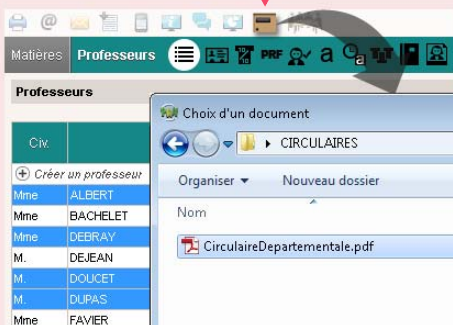 Matières Professeurs PRF a
Professeurs
Choix d'un document
CIRCULAIRES
Civ.
Organiser Nouveau dossier
Créer un professeur
Nom
Mme ALBERT
Mme BACHELET
Mme DEBRAY
CirculaireDepartementale.pdf
M. DEJEAN
M. DOUCET
M. DUPAS
Mme FAVIER